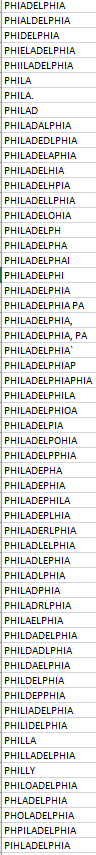 PHIADELPHIA
PHIALDELPHIA
PHIDELPHIA
PHIELADELPHIA
PHIILADELPHIA
PHILA
PHILA.
PHILAD
PHILADALPHIA
PHILADEDLPHIA
PHILADELAPHIA
PHILADELHIA
PHILADELHPIA
PHILADELLPHIA
PHILADELOHIA
PHILADELPH
PHILADELPHA
PHILADELPHAI
PHILADELPHI
PHILADELPHIA
PHILADELPHIA PA
PHILADELPHIA,
PHILADELPHIA, PA
PHILADELPHIA`
PHILADELPHIAP
PHILADELPHIAPHIA
PHILADELPHILA
PHILADELPHIOA
PHILADELPIA
PHILADELPOHIA
PHILADELPPHIA
PHILADEPHA
PHILADEPHIA
PHILADEPHILA
PHILADEPLHIA
PHILADERLPHIA
PHILADLELPHIA
PHILADLEPHIA
PHILADLPHIA
PHILADPHIA
PHILADRLPHIA
PHILAELPHIA
PHILDADELPHIA
PHILDADLPHIA
PHILDAELPHIA
PHILDELPHIA
PHILDEPPHIA
PHILIADELPHIA
PHILIDELPHIA
PHILLA
PHILLADELPHIA
PHILLY
PHILOADELPHIA
PHLADELPHIA
PHOLADELPHIA
PHPILADELPHIA
PIHLADELPHIA